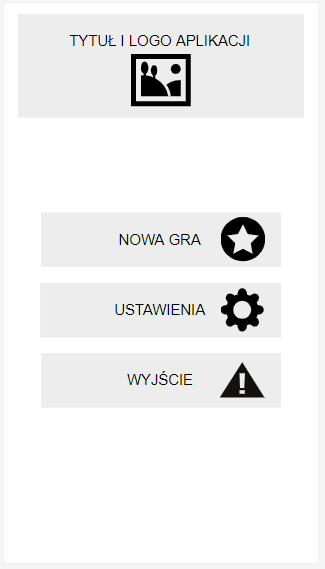 TYTUŁ I LOGO APLIKACJI
NOWA GRA
USTAWIENIA
WYJŚCIE